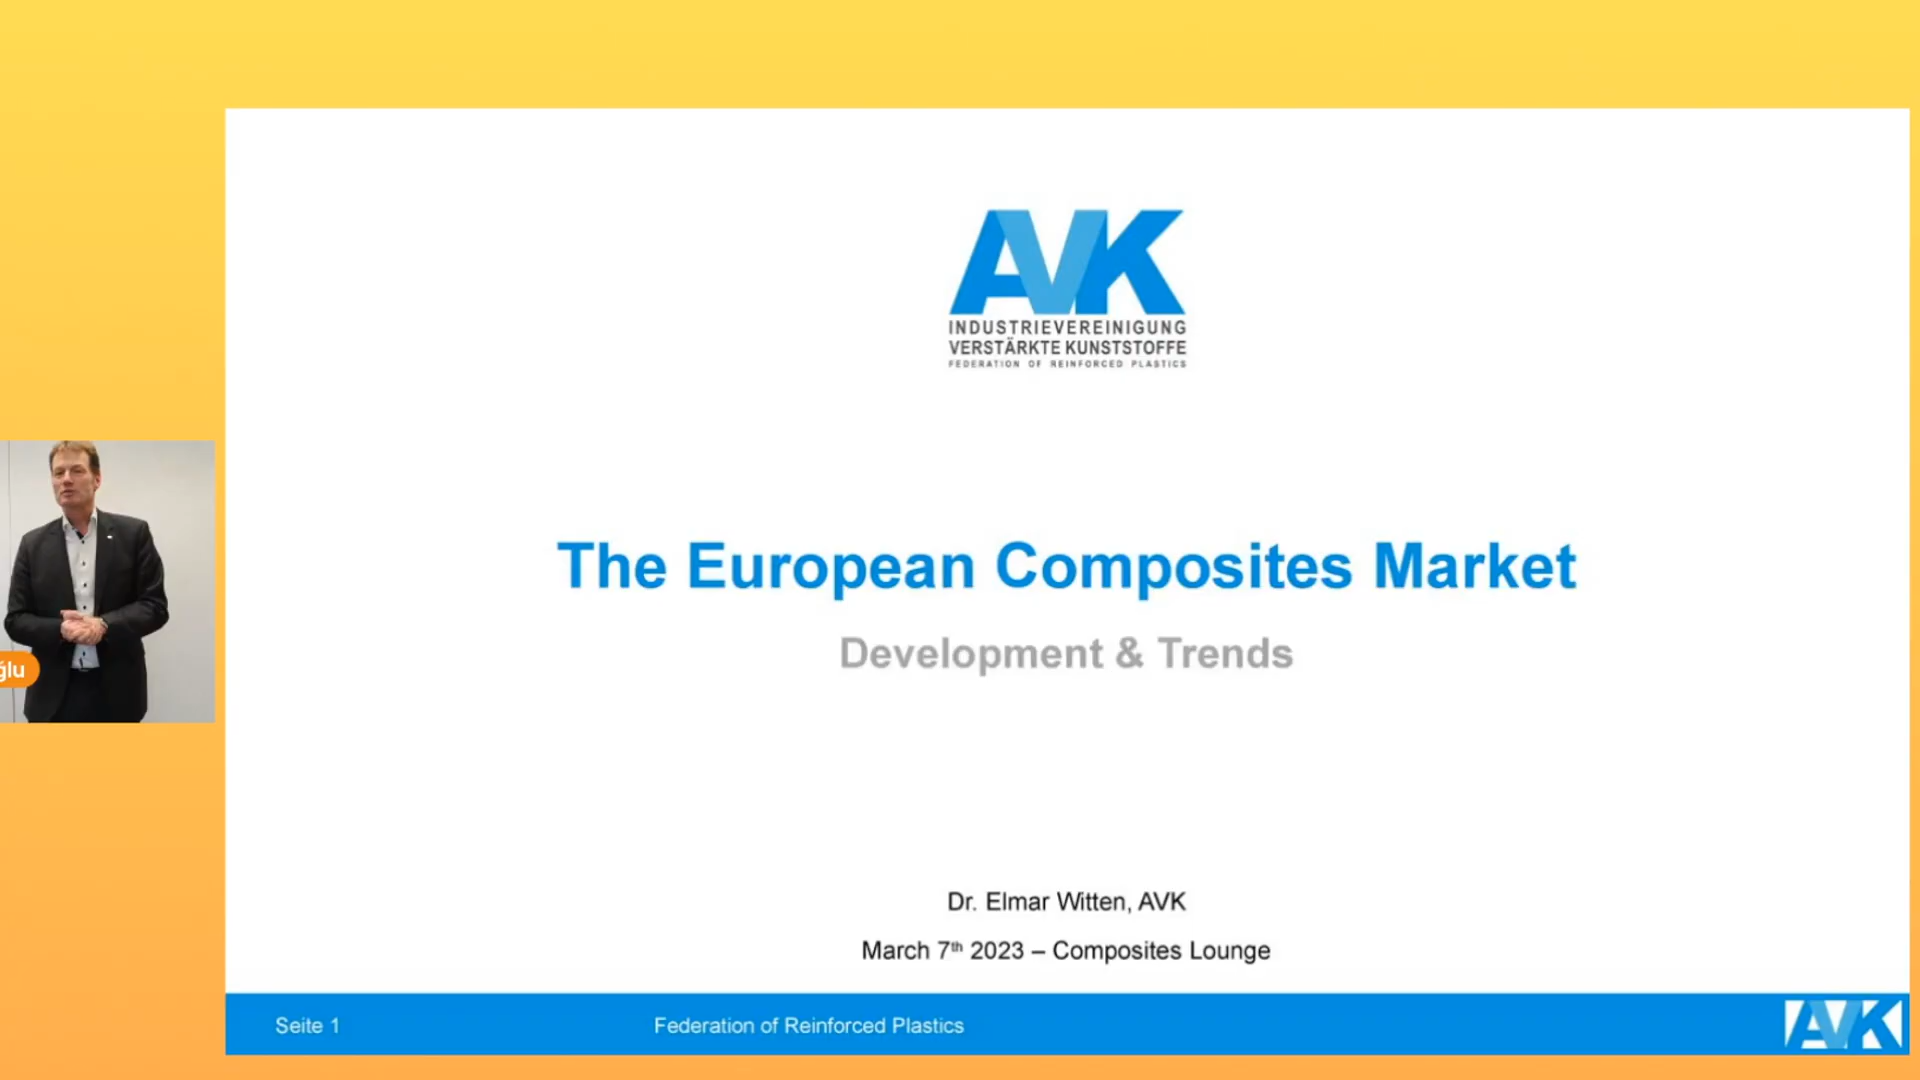 AVK
INDUSTRIEVEREINIGUNG
VERSTÄRKTE KUNSTSTOFFE
FEDERATION OF REINFORCED PLASTICS
The European Composites Market
Development & Trends
ğlu
Dr. Elmar Witten, AVK
March 7th 2023 – Composites Lounge
Seite 1 Federation of Reinforced Plastics AVK